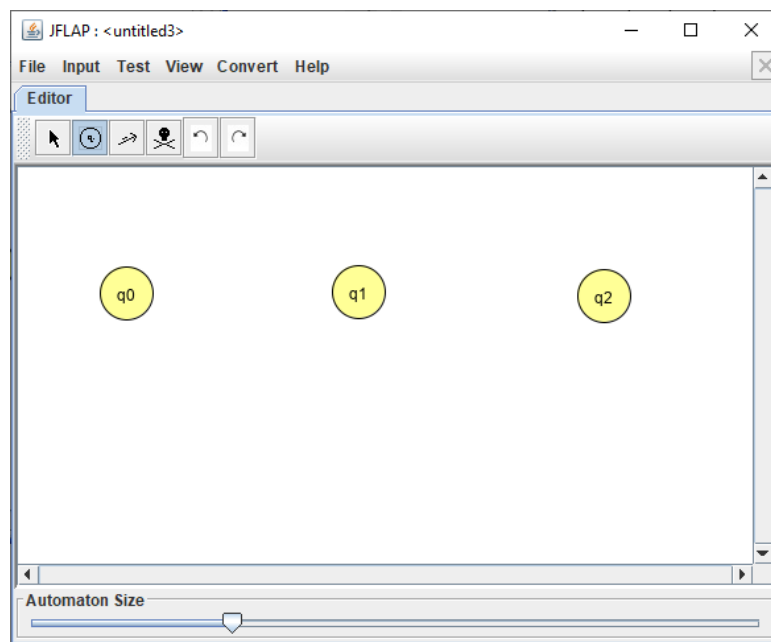 JFLAP : <untitled3>
File Input Test View Convert Help
Editor
q0 q1 q2
Automaton Size